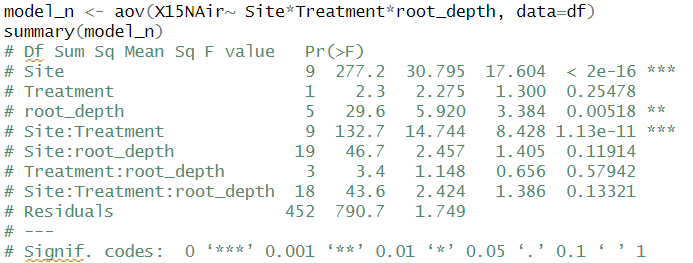 model_n <- aov(X15NAir~ Site*Treatment*root_depth, data=df)
summary(model_n)
# Df Sum Sq Mean Sq F value   Pr(>F)
# Site                       9  277.2  30.795  17.604  < 2e-16 ***
# Treatment                  1    2.3   2.275   1.300  0.25478
# root_depth                 5   29.6   5.920   3.384  0.00518 **
# Site:Treatment             9  132.7  14.744   8.428 1.13e-11 ***
# Site:root_depth           19   46.7   2.457   1.405  0.11914
# Treatment:root_depth       3    3.4   1.148   0.656  0.57942
# Site:Treatment:root_depth 18   43.6   2.424   1.386  0.13321
# Residuals                452  790.7   1.749
# ---
# Signif. codes:  0 ‘***’ 0.001 ‘**’ 0.01 ‘*’ 0.05 ‘.’ 0.1 ‘ ’ 1